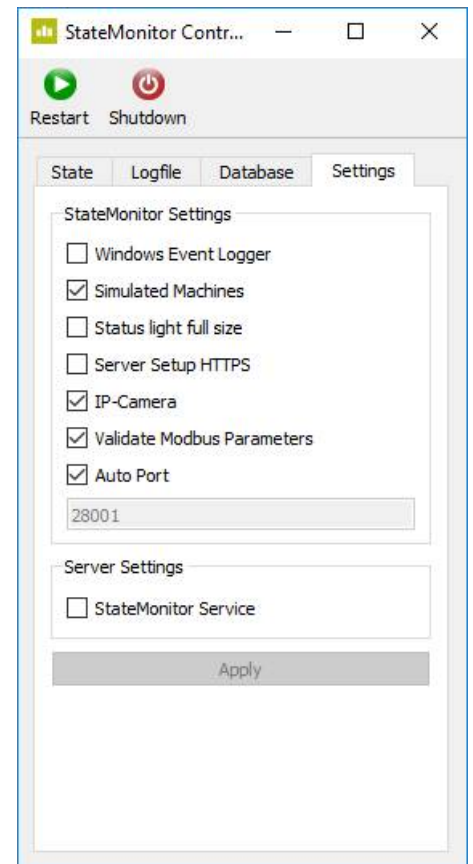 StateMonitor Contr...
Restart Shutdown
State Logfile Database Settings
StateMonitor Settings
Windows Event Logger
Simulated Machines
Status light full size
Server Setup HTTPS
IP-Camera
Validate Modbus Parameters
Auto Port
28001
Server Settings
StateMonitor Service
Apply